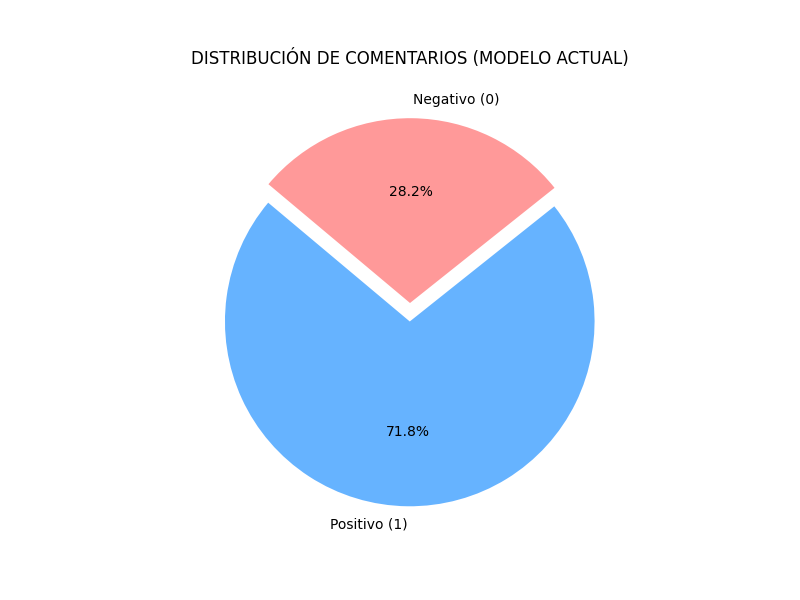 DISTRIBUCIÓN DE COMENTARIOS (MODELO ACTUAL)
Negativo (0)
28.2%
71.8%
Positivo (1)